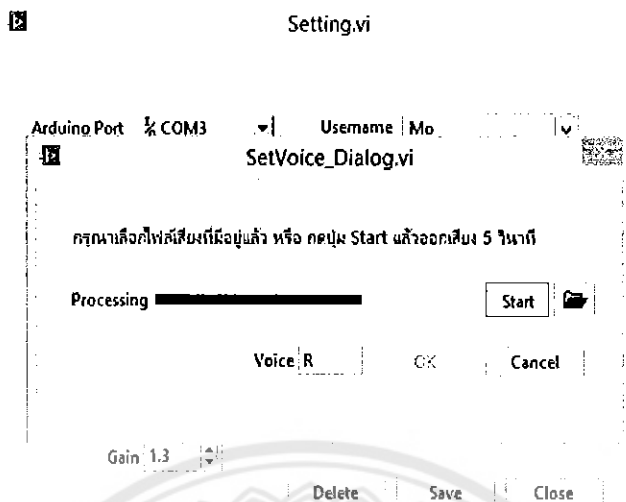 Setting.vi
Arduino Port COM3 Username Mo
SetVoice_Dialog.vi
กรุณาเลือกไฟล์เสียงที่มีอยู่แล้ว หรือ กดปุ่ม Start แล้วออกเสียง 5 วินาที
Processing Start
Voice R OK Cancel
Gain 1.3
Delete Save Close